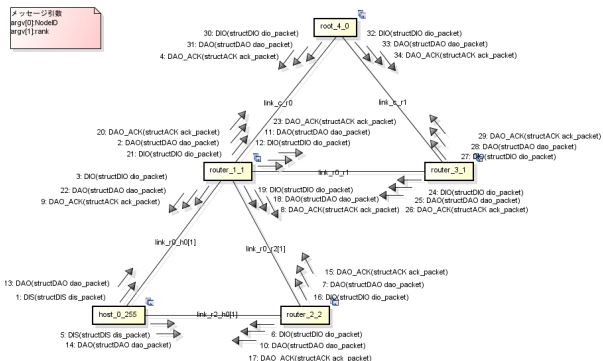 メッセージ引数
argv[0]:NodeID
argv[1]:rank
root_4_0
30: DIO(structDIO dio_packet)
31: DAO(structDAO dao_packet)
4: DAO_ACK(structACK ack_packet)
32: DIO(structDIO dio_packet)
33: DAO(structDAO dao_packet)
34: DAO_ACK(structACK ack_packet)
link_c_r0
link_c_r1
20: DAO_ACK(structACK ack_packet)
2: DAO(structDAO dao_packet)
21: DIO(structDIO dio_packet)
23: DAO_ACK(structACK ack_packet)
11: DAO(structDAO dao_packet)
12: DIO(structDIO dio_packet)
29: DAO_ACK(structACK ack_packet)
28: DAO(structDAO dao_packet)
27: DIO(structDIO dio_packet)
router_1_1
link_r0_r1
router_3_1
3: DIO(structDIO dio_packet)
22: DAO(structDAO dao_packet)
9: DAO_ACK(structACK ack_packet)
19: DIO(structDIO dio_packet)
18: DAO(structDAO dao_packet)
8: DAO_ACK(structACK ack_packet)
24: DIO(structDIO dio_packet)
25: DAO(structDAO dao_packet)
26: DAO_ACK(structACK ack_packet)
link_r0_h0[1]
link_r0_r2[1]
13: DAO(structDAO dao_packet)
1: DIS(structDIS dis_packet)
15: DAO_ACK(structACK ack_packet)
7: DAO(structDAO dao_packet)
16: DIO(structDIO dio_packet)
host_0_255
link_r2_h0[1]
router_2_2
5: DIS(structDIS dis_packet)
14: DAO(structDAO dao_packet)
6: DIO(structDIO dio_packet)
10: DAO(structDAO dao_packet)
17: DAO_ACK(structACK ack_packet)